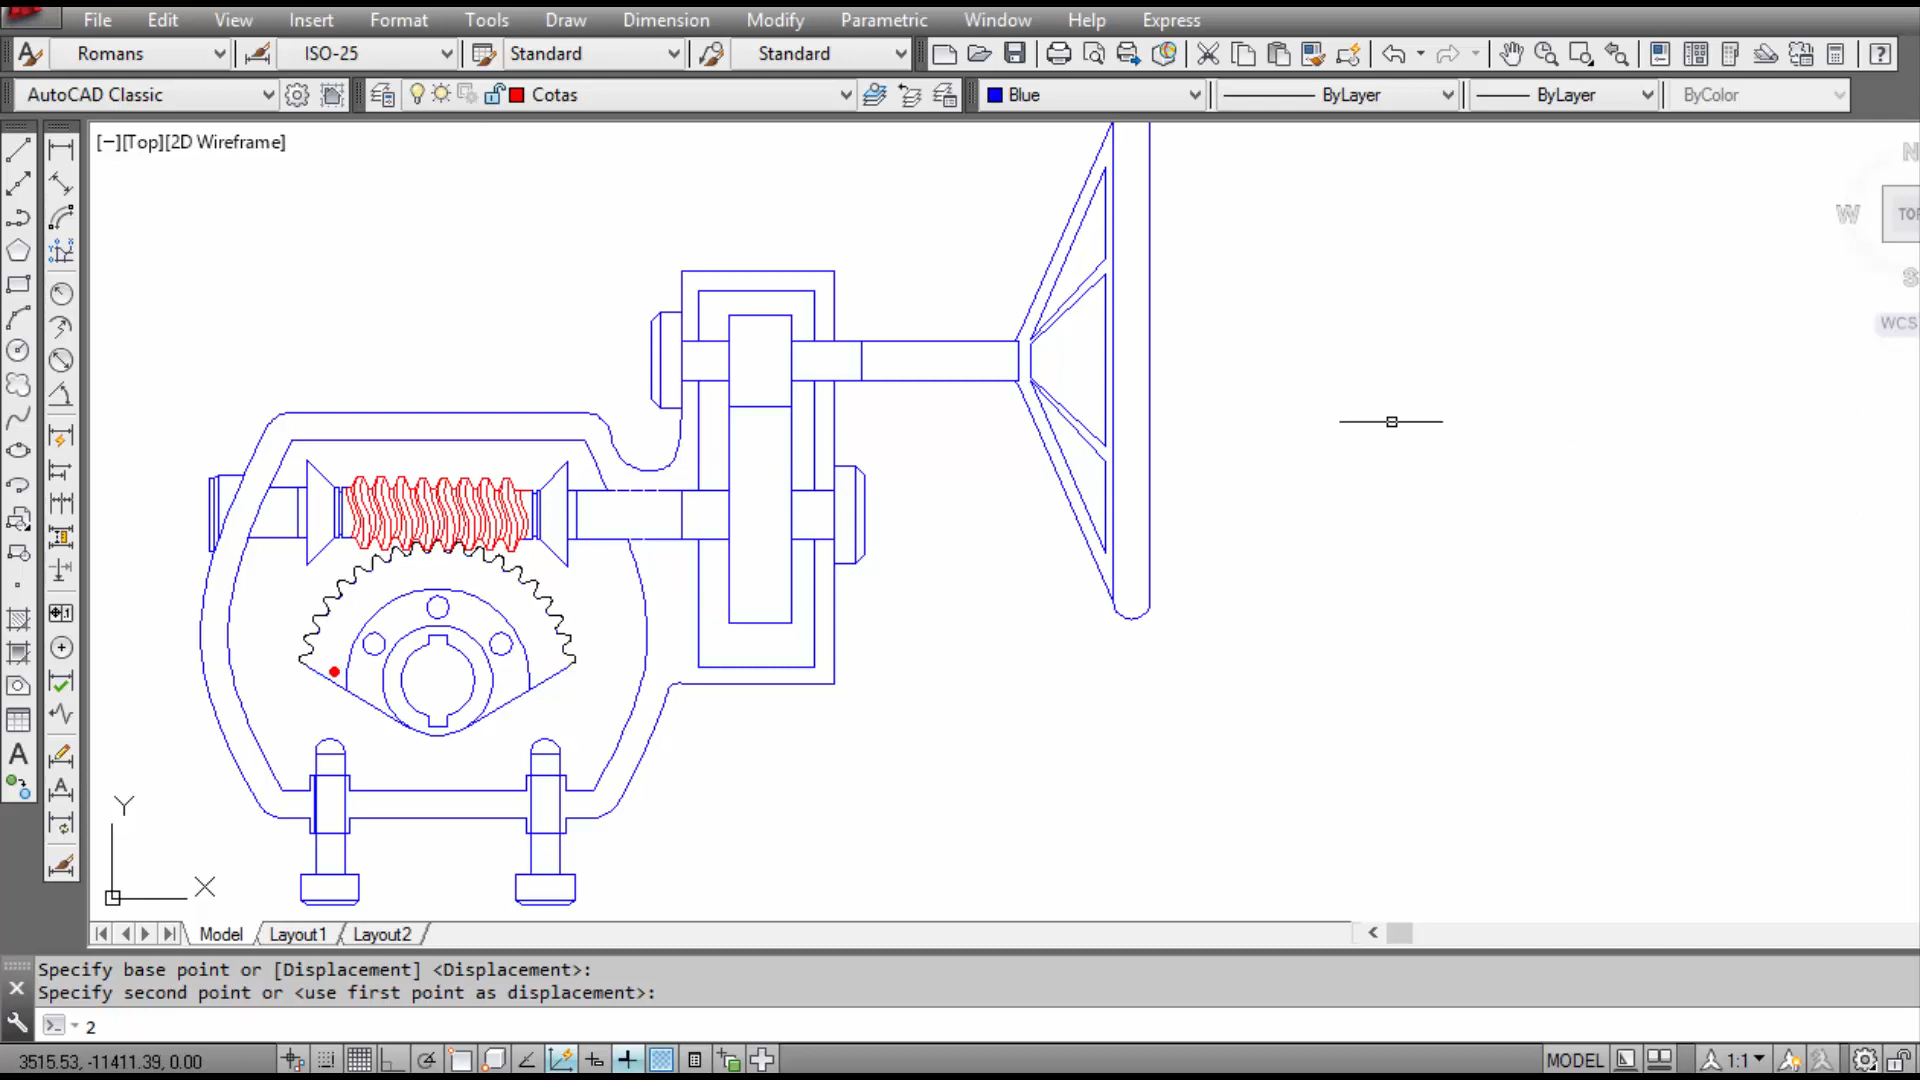 File Edit View Insert Format Tools Draw Dimension Modify Parametric Window Help Express
Romans ISO-25 Standard Standard
AutoCAD Classic Cotas Blue ByLayer ByLayer ByColor
[−][Top][2D Wireframe]
N
W TOP
S
WCS
Y
X
Model Layout1 Layout2
Specify base point or [Displacement] <Displacement>:
Specify second point or <use first point as displacement>:
2
3515.53, -11411.39, 0.00 MODEL 1:1